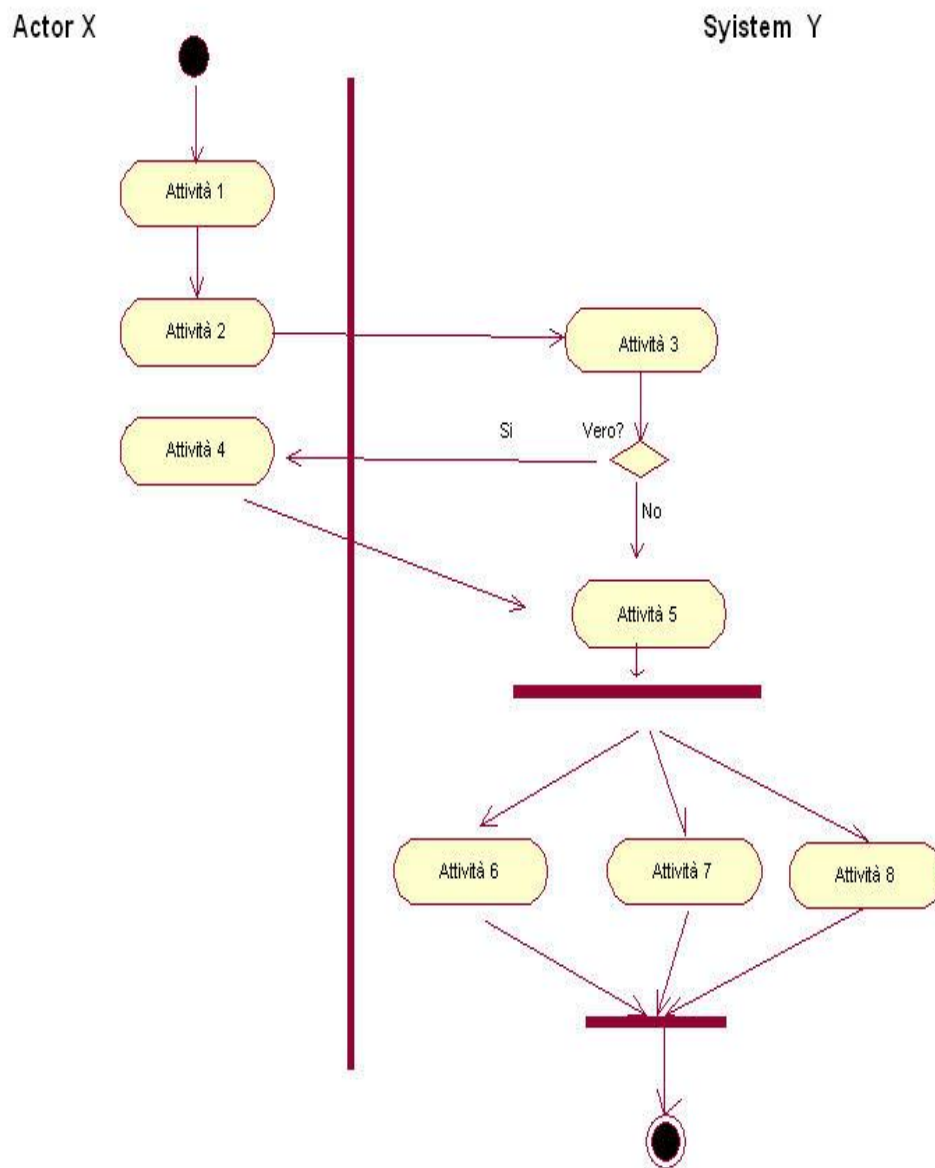 Actor X
Syistem Y
Attività 1
Attività 2
Attività 3
Si
Vero?
Attività 4
No
Attività 5
Attività 6
Attività 7
Attività 8